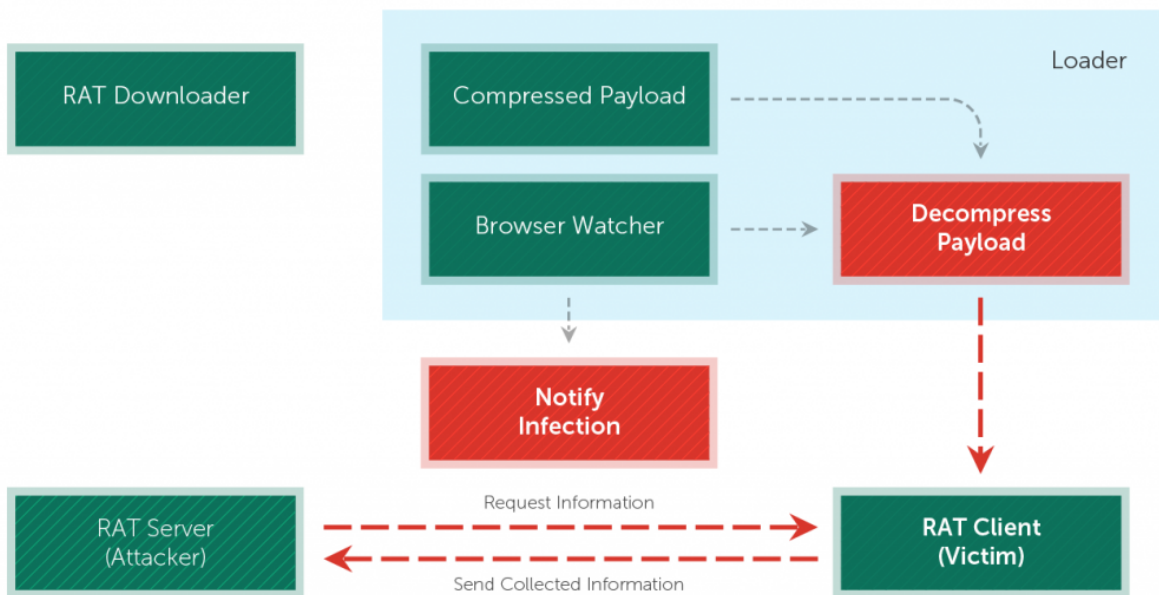 RAT Downloader
Compressed Payload
Loader
Browser Watcher
Decompress
Payload
Notify
Infection
Request Information
RAT Server
(Attacker)
RAT Client
(Victim)
Send Collected Information